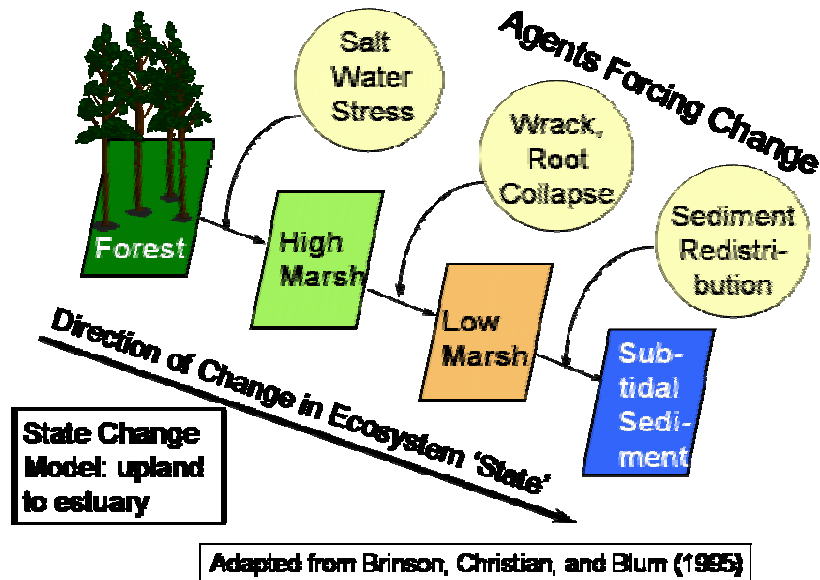 Agents Forcing Change
Salt
Water
Stress
Wrack,
Root
Collapse
Sediment
Redistri-
bution
Forest
High
Marsh
Low
Marsh
Sub-
tidal
Sedi-
ment
Direction of Change in Ecosystem ‘State’
State Change
Model: upland
to estuary
Adapted from Brinson, Christian, and Blum (1995)